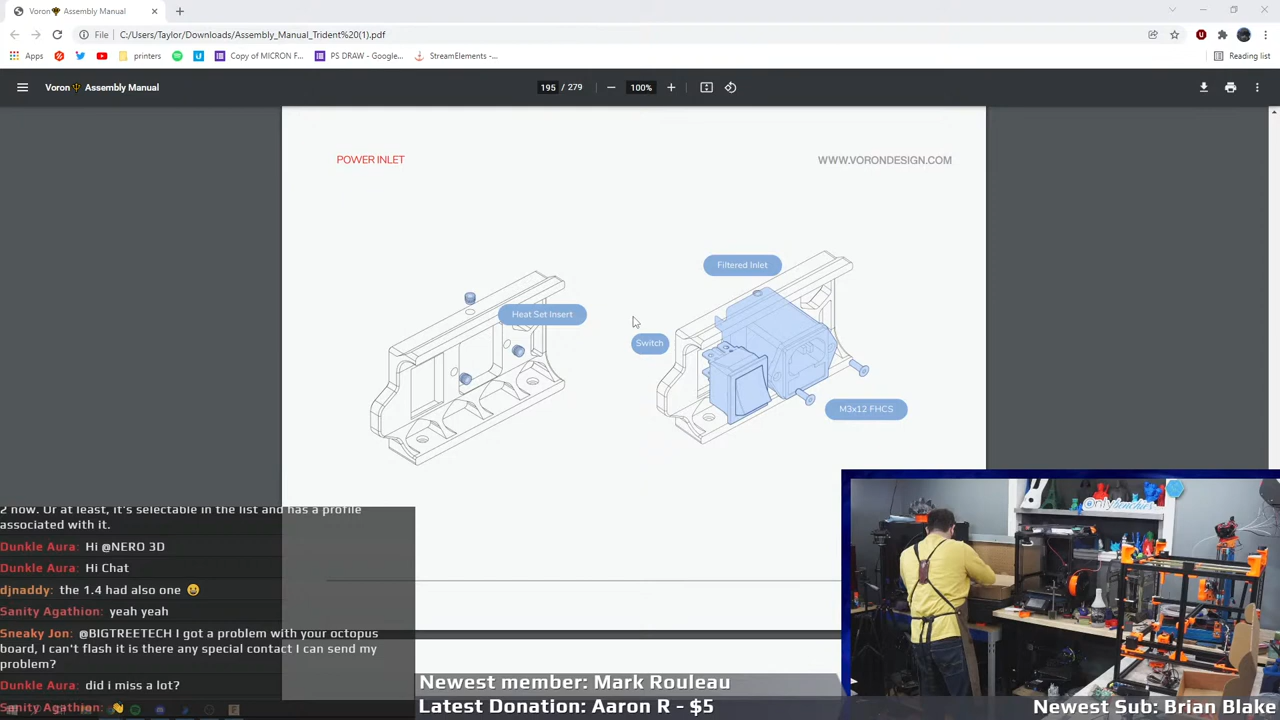 Voron Assembly Manual
File
C:/Users/Taylor/Downloads/Assembly_Manual_Trident%20(1).pdf
Apps
printers
Copy of MICRON F...
PS DRAW - Google...
StreamElements -...
Reading list
Voron Assembly Manual
195 / 279
100%
POWER INLET
WWW.VORONDESIGN.COM
Filtered Inlet
Heat Set Insert
Switch
M3x12 FHCS
2 now. Or at least, it's selectable in the list and has a profile
associated with it.
Dunkle Aura: Hi @NERO 3D
Dunkle Aura: Hi Chat
djnaddy: the 1.4 had also one 😀
Sanity Agathion: yeah yeah
Sneaky Jon: @BIGTREETECH I got a problem with your octopus
board, I can't flash it is there any special contact I can send my
problem?
Dunkle Aura: did i miss a lot?
Sanity Agathion: 👋
Only benchies
Newest member: Mark Rouleau
Latest Donation: Aaron R - $5
Newest Sub: Brian Blake